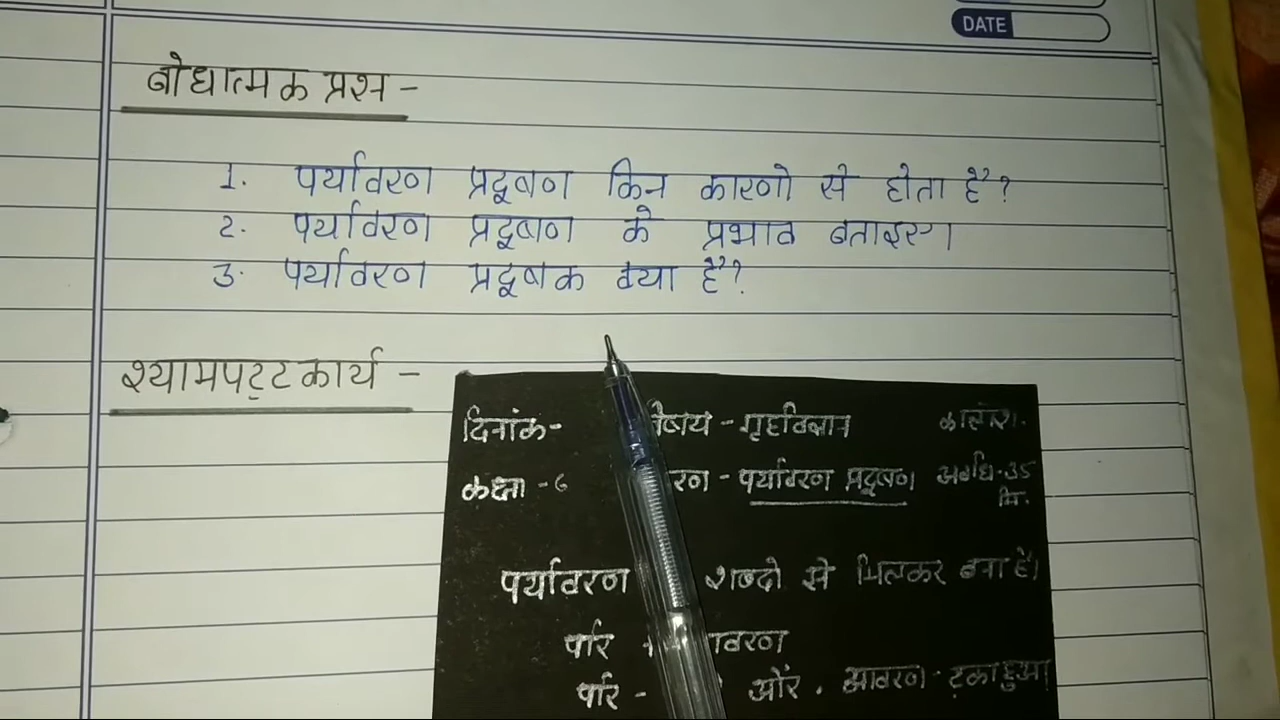 DATE
बोधात्मक प्रश्न -
1. पर्यावरण प्रदूषण किन कारणो से होता है?
2. पर्यावरण प्रदूषण के प्रभाव बताइए।
3. पर्यावरण प्रदूषक क्या है?
श्यामपट्ट कार्य -
दिनांक- विषय - गृहविज्ञान
कक्षा - 6 - पर्यावरण प्रदूषण अवधि-35 मि.
पर्यावरण शब्दो से मिलकर बना है।
परि + आवरण
परि - ओर . आवरण - ढका हुआ